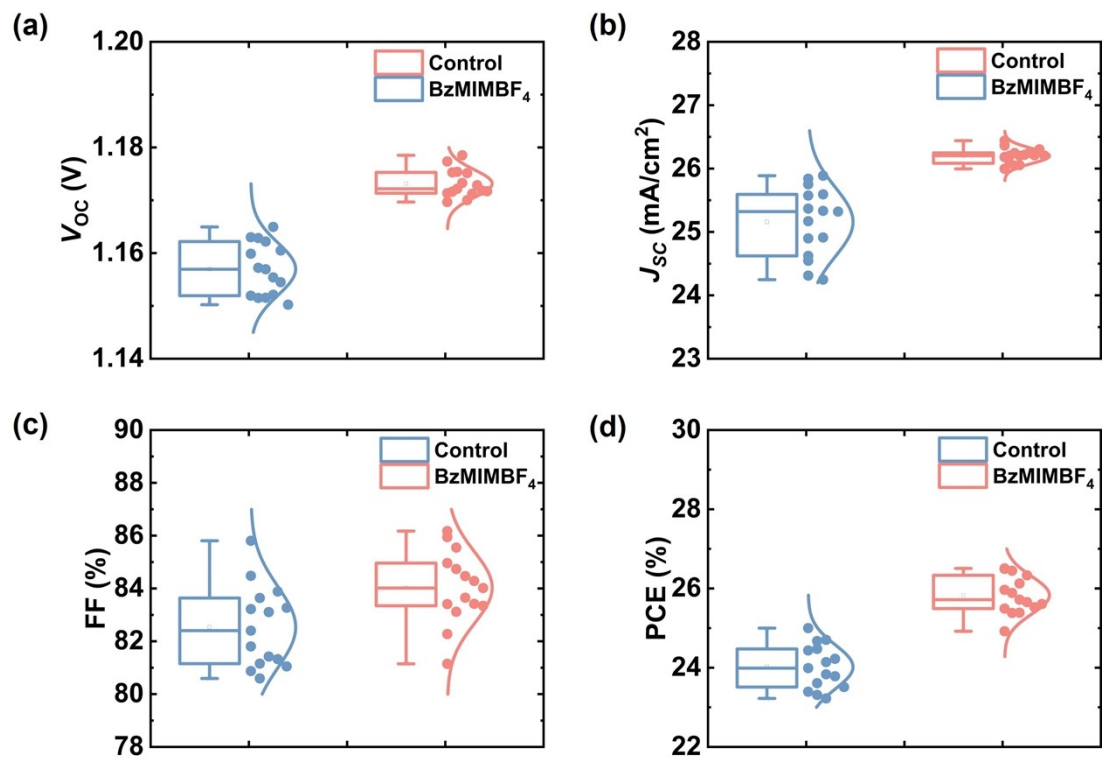 (a)
1.20
1.18
1.16
1.14
V_OC (V)
Control
BzMIMBF₄
(b)
28
27
26
25
24
23
J_SC (mA/cm²)
Control
BzMIMBF₄
(c)
90
88
86
84
82
80
78
FF (%)
Control
BzMIMBF₄
(d)
30
28
26
24
22
PCE (%)
Control
BzMIMBF₄